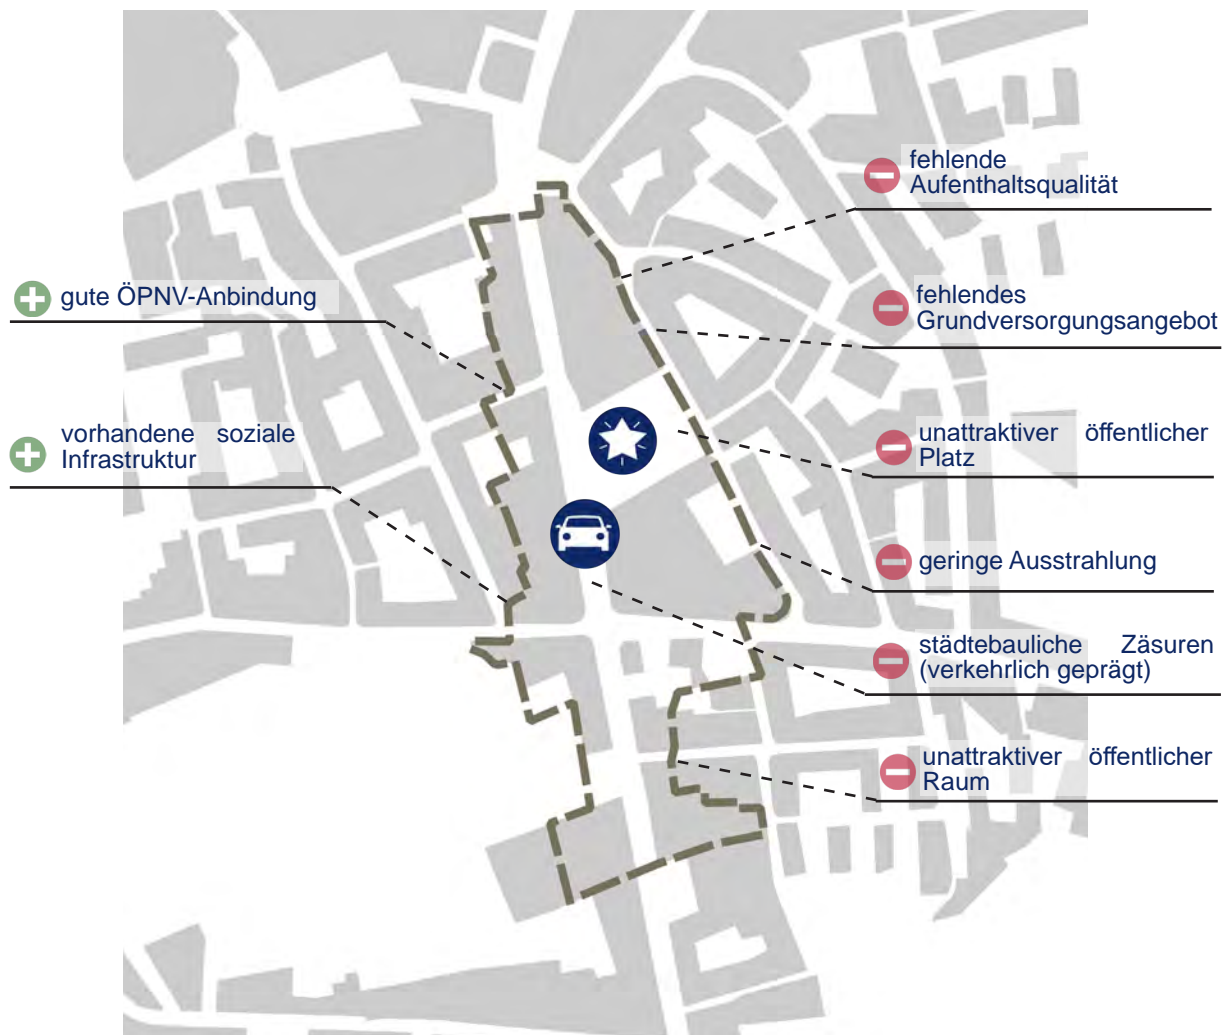 gute ÖPNV-Anbindung
vorhandene soziale
Infrastruktur
fehlende
Aufenthaltsqualität
fehlendes
Grundversorgungsangebot
unattraktiver öffentlicher
Platz
geringe Ausstrahlung
städtebauliche Zäsuren
(verkehrlich geprägt)
unattraktiver öffentlicher
Raum